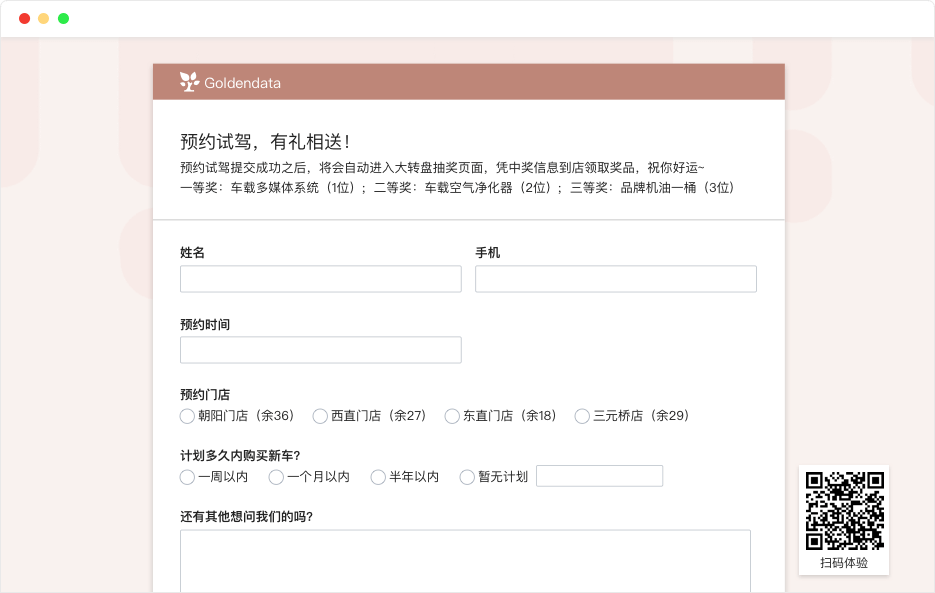 Goldendata
预约试驾，有礼相送！
预约试驾提交成功之后，将会自动进入大转盘抽奖页面，凭中奖信息到店领取奖品，祝你好运~
一等奖：车载多媒体系统（1位）；二等奖：车载空气净化器（2位）；三等奖：品牌机油一桶（3位）
姓名 手机
预约时间
预约门店
朝阳门店（余36） 西直门店（余27） 东直门店（余18） 三元桥店（余29）
计划多久内购买新车?
一周以内 一个月以内 半年以内 暂无计划
还有其他想问我们的吗?
扫码体验